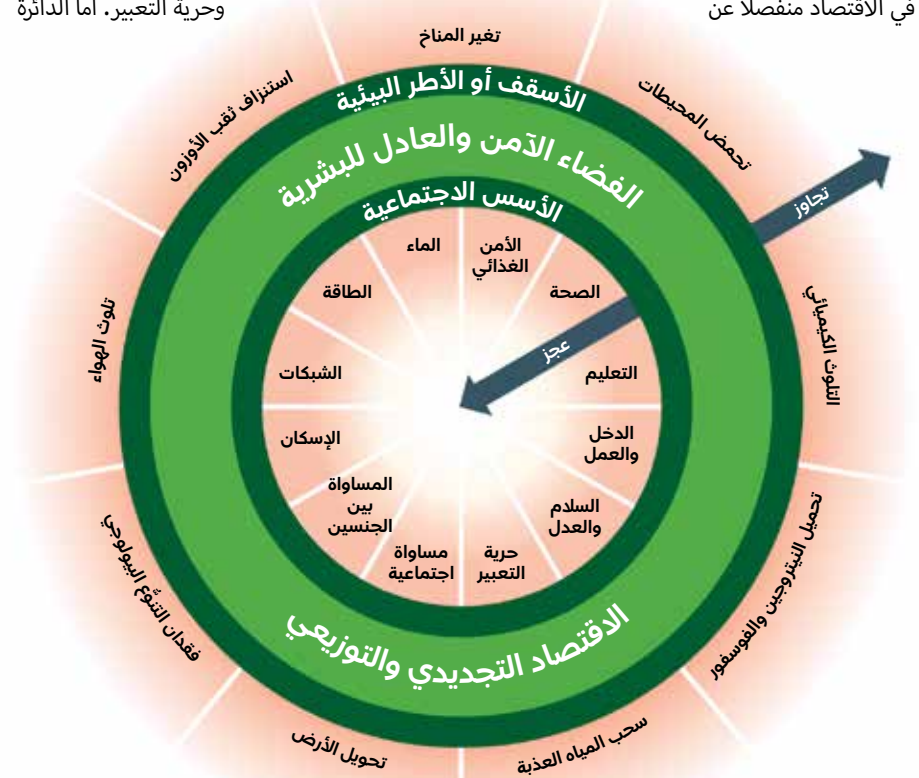 في الاقتصاد منفصلًا عن
وحرية التعبير. أما الدائرة
تغير المناخ
تحمض المحيطات
التلوث الكيميائي
تحميل النيتروجين والفوسفور
سحب المياه العذبة
تحويل الأرض
فقدان التنوُّع البيولوجي
تلوث الهواء
استنزاف ثقب الأوزون
الأسقف أو الأطر البيئية
الفضاء الآمن والعادل للبشرية
الأسس الاجتماعية
تجاوز
عجز
الأمن
الغذائي
الصحة
التعليم
الدخل
والعمل
السلام
والعدل
حرية
التعبير
مساواة
اجتماعية
المساواة
بين
الجنسين
الإسكان
الشبكات
الطاقة
الماء
الاقتصاد التجديدي والتوزيعي